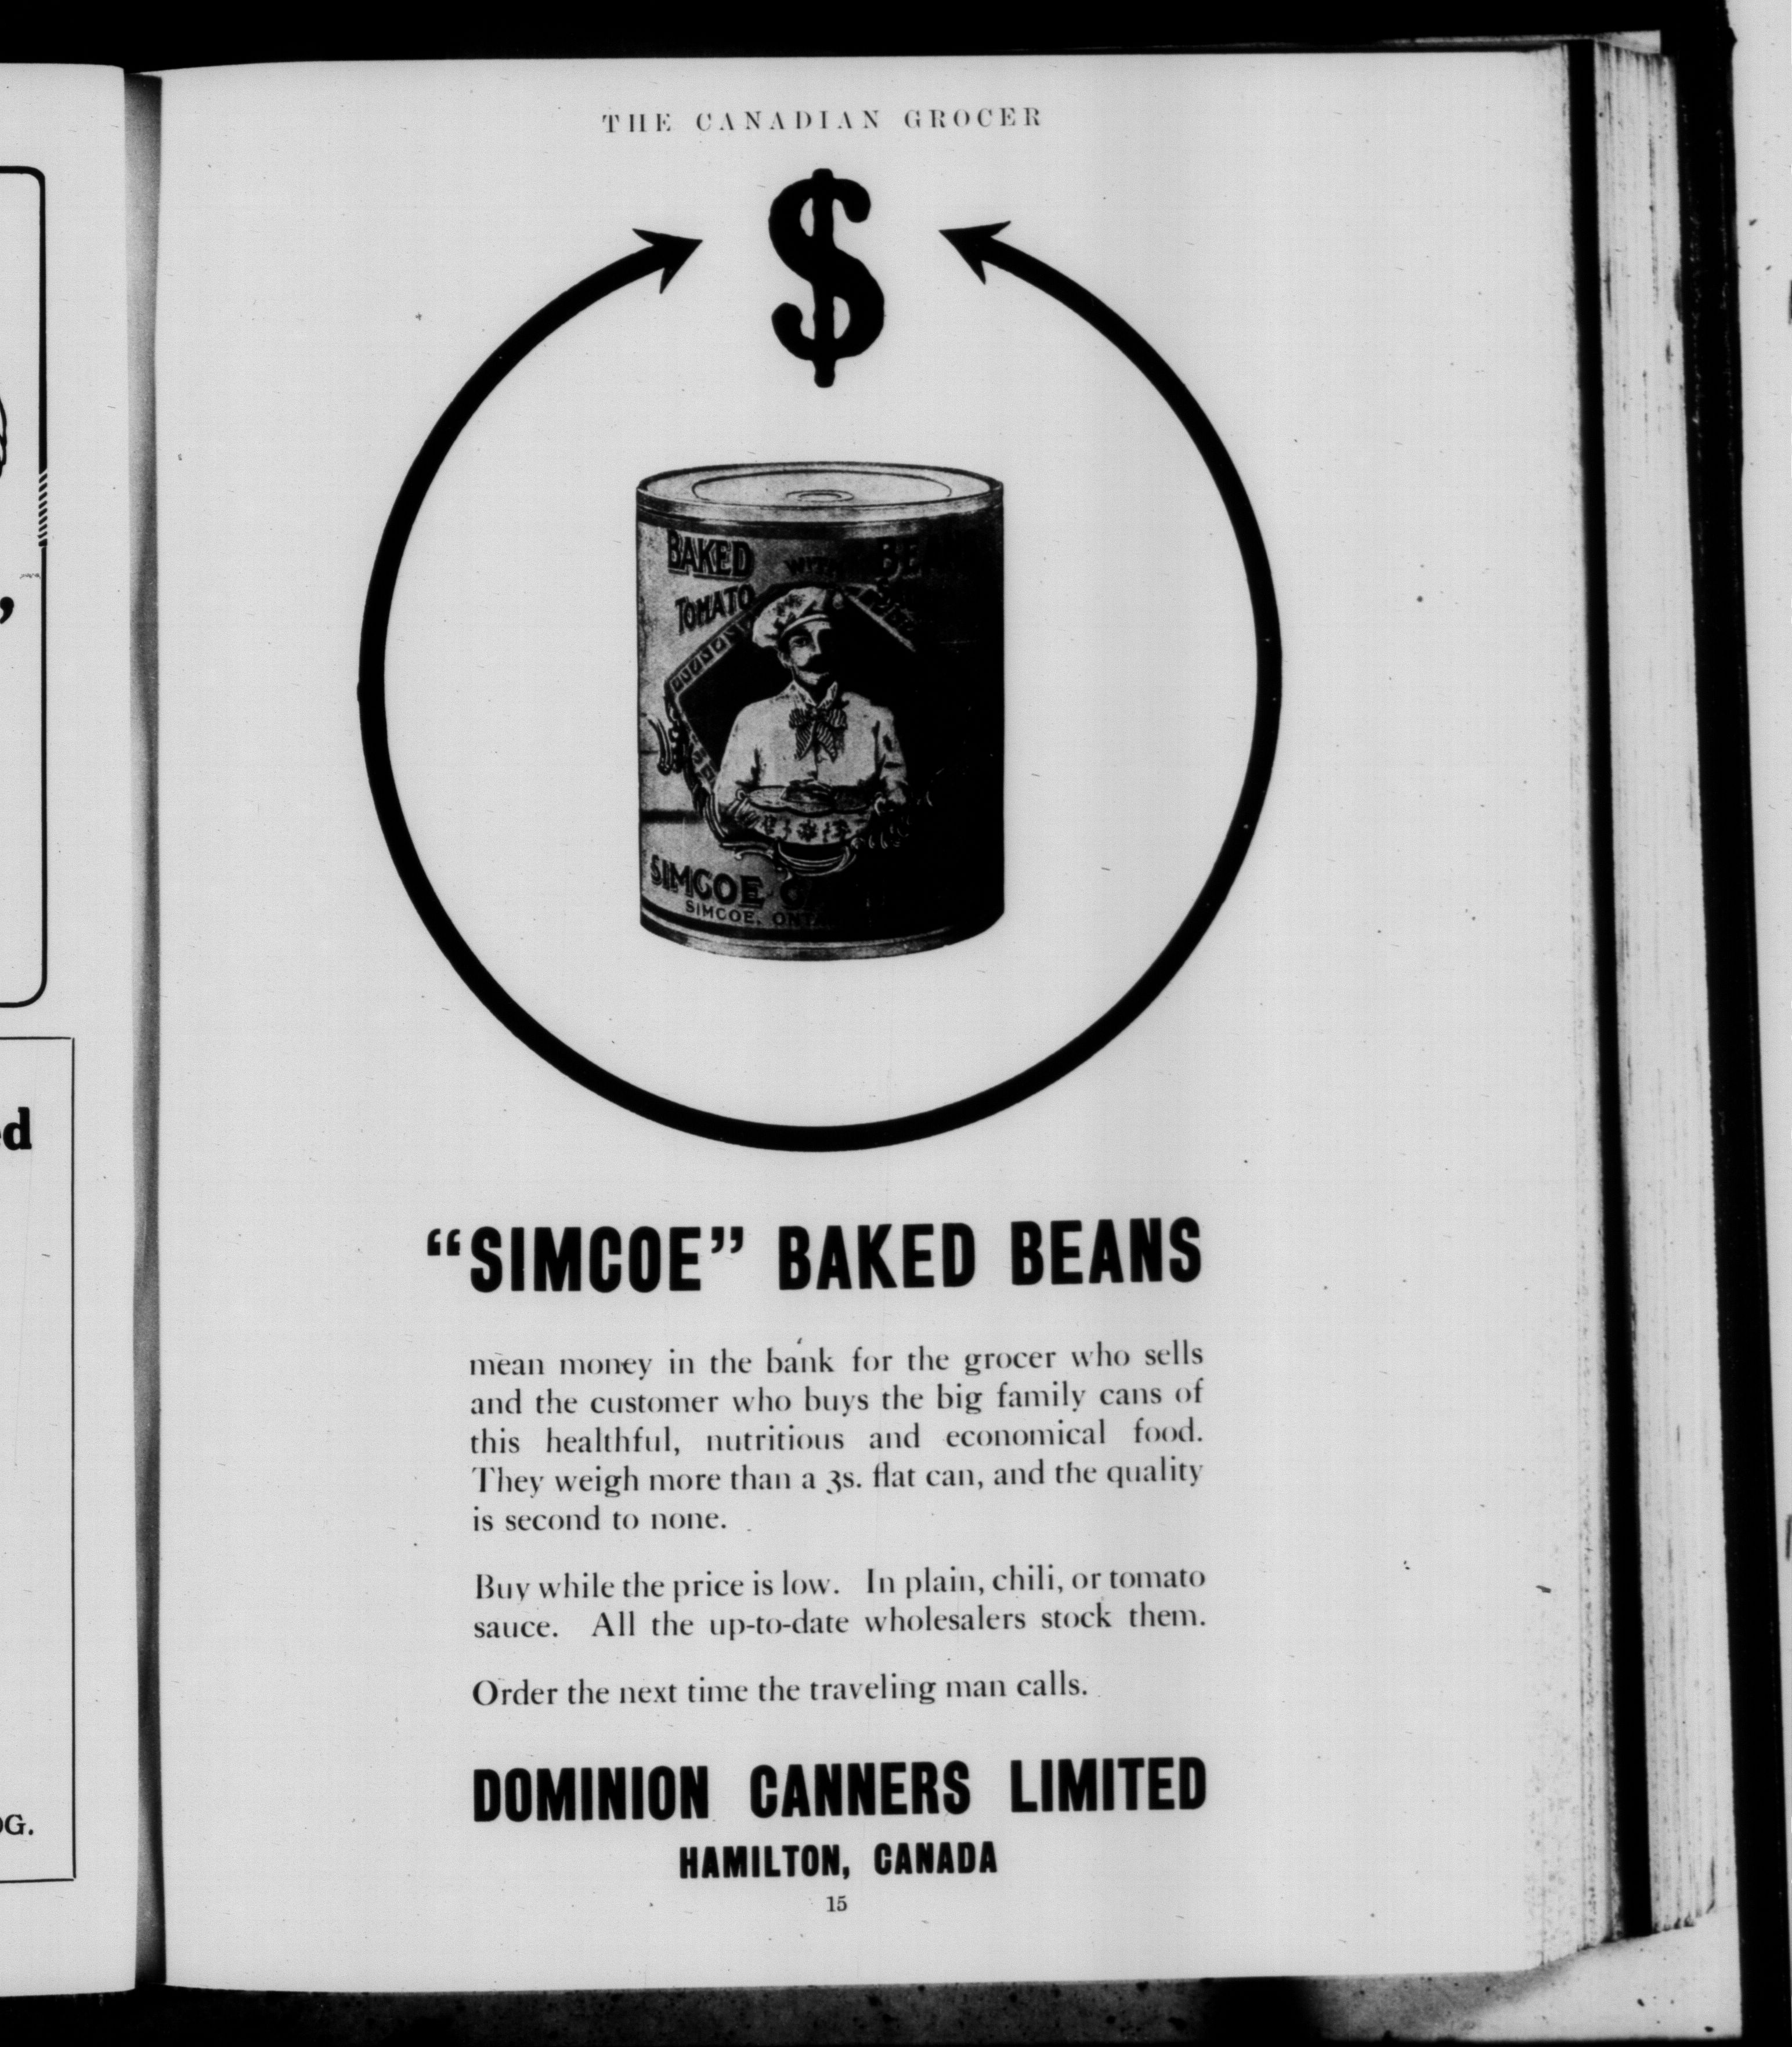 THE CANADIAN GROCER
$
BAKED WITH
TOMATO
SIMCOE
SIMCOE,
"SIMCOE" BAKED BEANS
mean money in the bank for the grocer who sells
and the customer who buys the big family cans of
this healthful, nutritious and economical food.
They weigh more than a 3s. flat can, and the quality
is second to none.
Buy while the price is low. In plain, chili, or tomato
sauce. All the up-to-date wholesalers stock them.
Order the next time the traveling man calls.
DOMINION CANNERS LIMITED
HAMILTON, CANADA
15